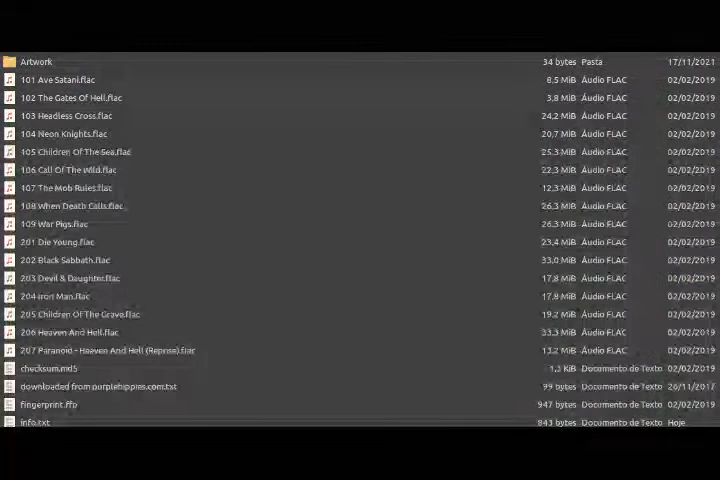 Artwork 34 bytes Pasta 17/11/2021
101 Ave Satani.flac 8,5 MiB Áudio FLAC 02/02/2019
102 The Gates Of Hell.flac 3,8 MiB Áudio FLAC 02/02/2019
103 Headless Cross.flac 24,2 MiB Áudio FLAC 02/02/2019
104 Neon Knights.flac 20,7 MiB Áudio FLAC 02/02/2019
105 Children Of The Sea.flac 25,3 MiB Áudio FLAC 02/02/2019
106 Call Of The Wild.flac 22,3 MiB Áudio FLAC 02/02/2019
107 The Mob Rules.flac 12,3 MiB Áudio FLAC 02/02/2019
108 When Death Calls.flac 26,3 MiB Áudio FLAC 02/02/2019
109 War Pigs.flac 26,3 MiB Áudio FLAC 02/02/2019
201 Die Young.flac 23,4 MiB Áudio FLAC 02/02/2019
202 Black Sabbath.flac 33,0 MiB Áudio FLAC 02/02/2019
203 Devil & Daughter.flac 17,8 MiB Áudio FLAC 02/02/2019
204 Iron Man.flac 17,8 MiB Áudio FLAC 02/02/2019
205 Children Of The Grave.flac 19,2 MiB Áudio FLAC 02/02/2019
206 Heaven And Hell.flac 33,3 MiB Áudio FLAC 02/02/2019
207 Paranoid - Heaven And Hell (Reprise).flac 13,2 MiB Áudio FLAC 02/02/2019
checksum.md5 1,3 KiB Documento de Texto 02/02/2019
downloaded from purplehippies.com.txt 99 bytes Documento de Texto 26/11/2017
fingerprint.ffp 947 bytes Documento de Texto 02/02/2019
info.txt 843 bytes Documento de Texto Hoje